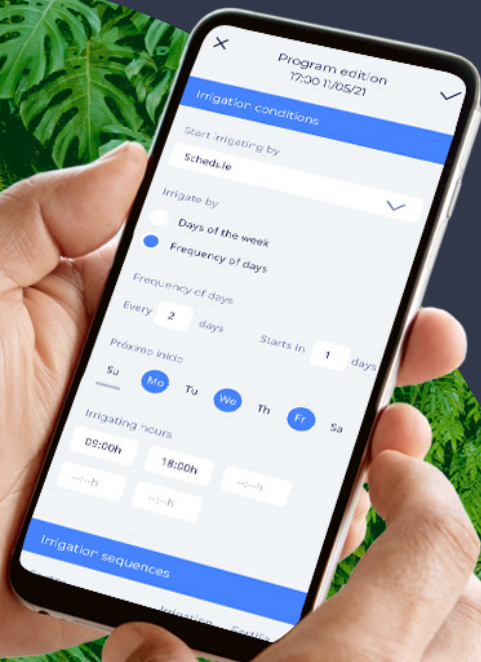 Program edition
17:00 11/05/21
Irrigation conditions
Start irrigating by
Schedule
Irrigate by
Days of the week
Frequency of days
Frequency of days
Every 2 days Starts in 1 days
Próximo inicio
Su Mo Tu We Th Fr Sa
Irrigating hours
09:00h 18:00h --:--h
--:--h --:--h
Irrigation sequences